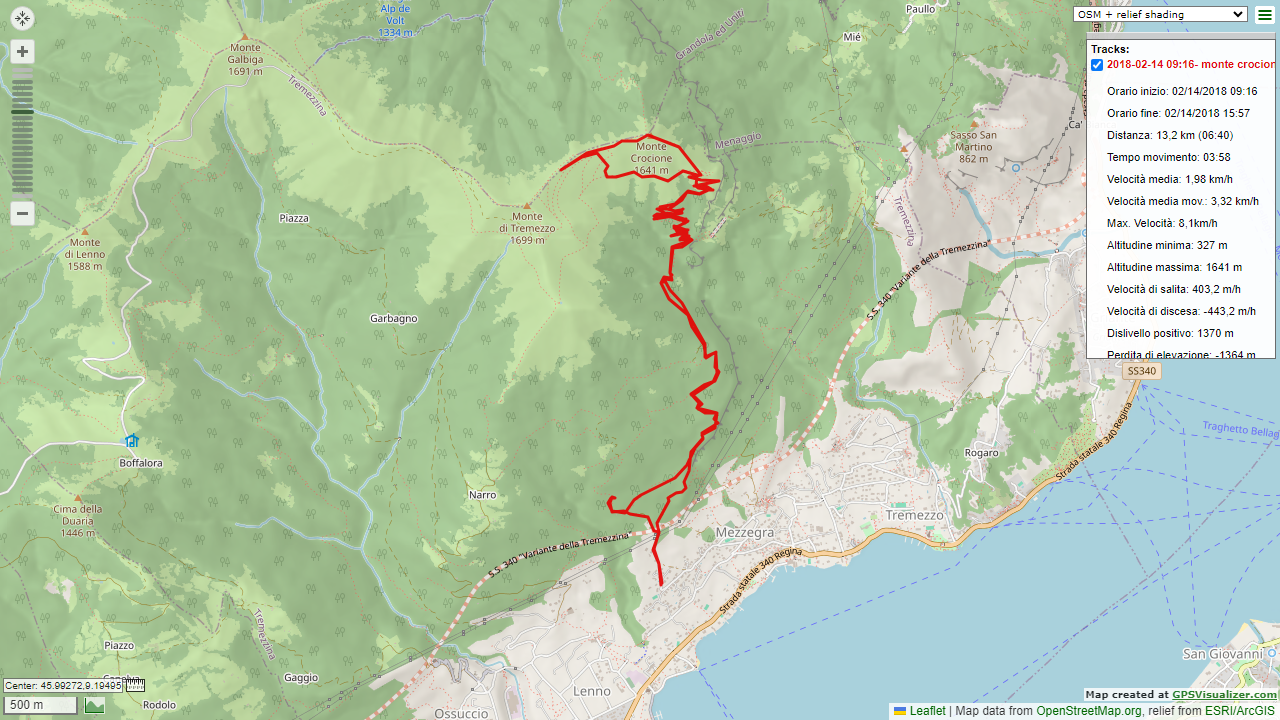 Alpe di
Volt
1334 m
Paullo
Mié
Grandola ed Uniti
Monte
Galbiga
1691 m
Tremezzina
Menaggio
Monte
Crocione
1641 m
Sasso San
Martino
862 m
Ca'
OSM + relief shading
Tracks:
2018-02-14 09:16- monte crocion
Orario inizio: 02/14/2018 09:16
Orario fine: 02/14/2018 15:57
Distanza: 13,2 km (06:40)
Tempo movimento: 03:58
Velocità media: 1,98 km/h
Velocità media mov.: 3,32 km/h
Max. Velocità: 8,1km/h
Altitudine minima: 327 m
Altitudine massima: 1641 m
Velocità di salita: 403,2 m/h
Velocità di discesa: -443,2 m/h
Dislivello positivo: 1370 m
Perdita di elevazione: -1364 m
Piazza
Monte
di Tremezzo
1699 m
Monte
di Lenno
1588 m
Tremezzina
S.S. 340 "Variante della Tremezzina"
Garbagno
SS340
Strada statale 340 Regina
Traghetto Bellag
Boffalora
Rogaro
Narro
Cima della
Duaria
1446 m
Tremezzo
Mezzegra
S.S. 340 "Variante della Tremezzina"
Strada statale 340 Regina
Tremezzina
Piazzo
Gaggio
Rodolo
Lenno
Ossuccio
San Giovanni
Center: 45.99272,9.19495
500 m
Map created at GPSVisualizer.com
Leaflet | Map data from OpenStreetMap.org, relief from ESRI/ArcGIS